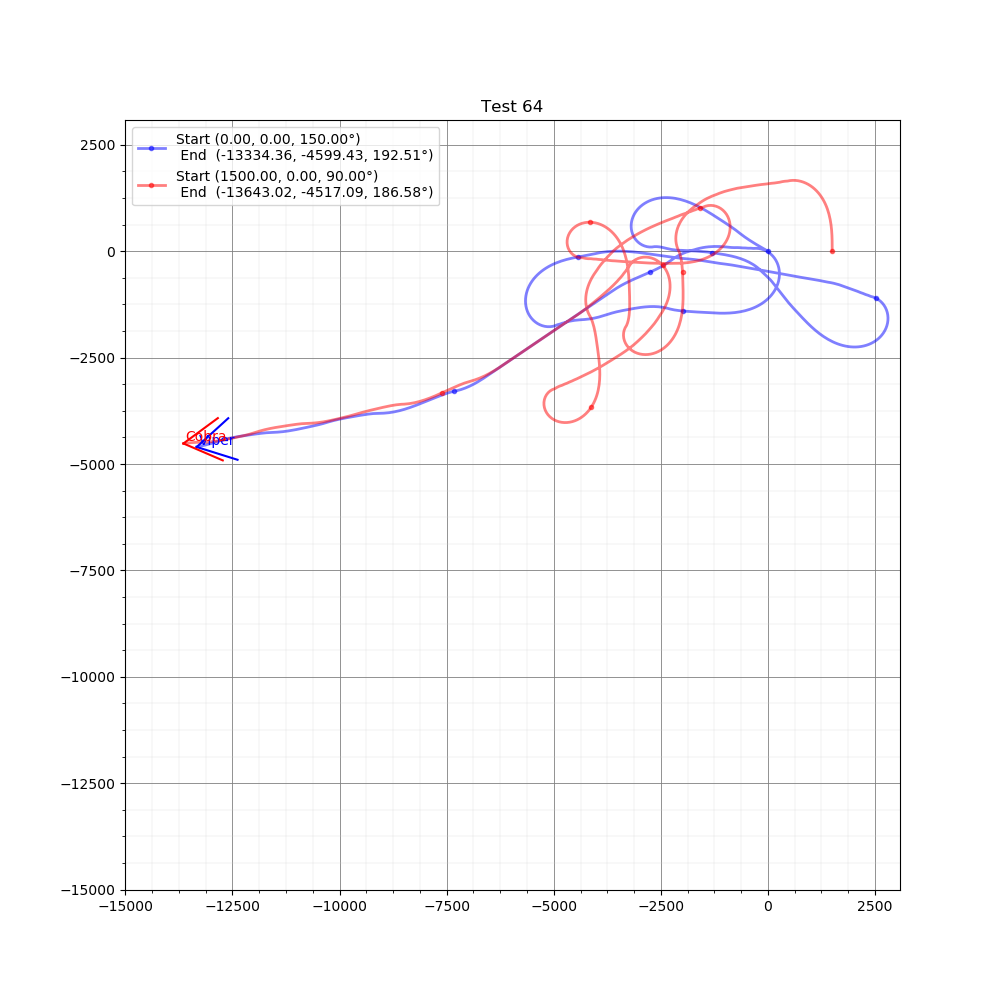 Test 64
Start (0.00, 0.00, 150.00°)
End  (-13334.36, -4599.43, 192.51°)
Start (1500.00, 0.00, 90.00°)
End  (-13643.02, -4517.09, 186.58°)
2500
0
−2500
−5000
−7500
−10000
−12500
−15000
Cobra
Viper
−15000 −12500 −10000 −7500 −5000 −2500 0 2500